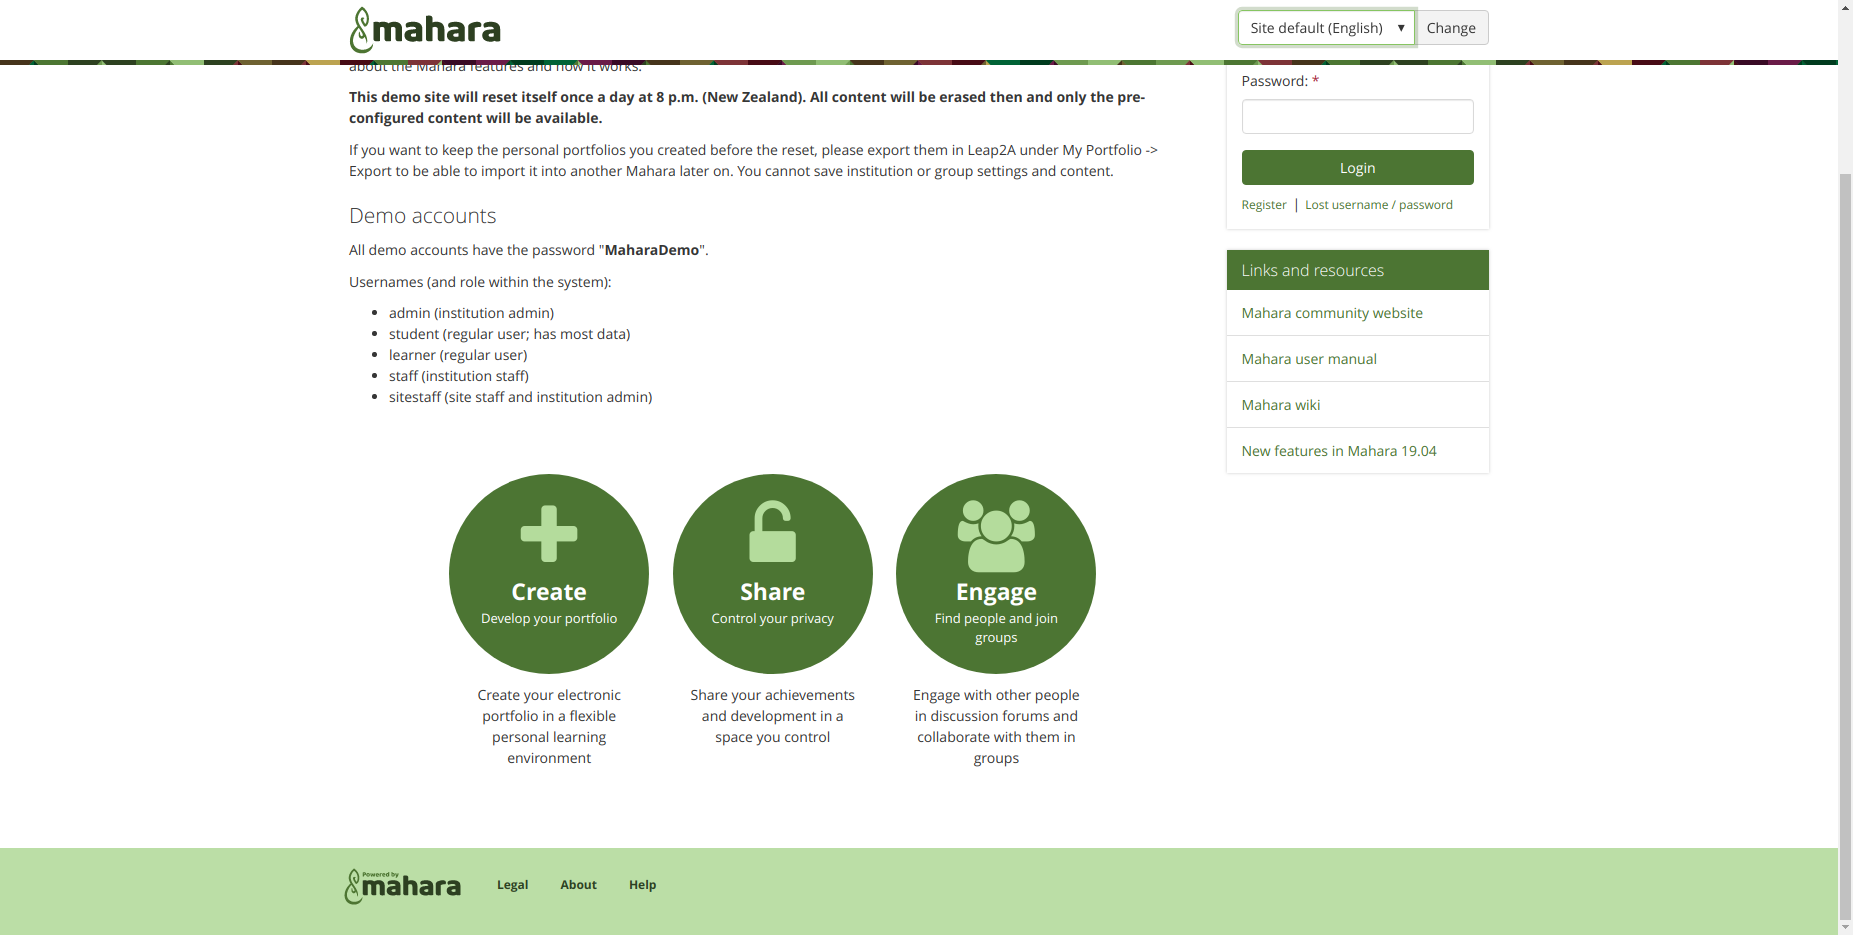 mahara
Site default (English) ▼
Change
about the Mahara features and how it works.
This demo site will reset itself once a day at 8 p.m. (New Zealand). All content will be erased then and only the pre-
configured content will be available.
If you want to keep the personal portfolios you created before the reset, please export them in Leap2A under My Portfolio ->
Export to be able to import it into another Mahara later on. You cannot save institution or group settings and content.
Demo accounts
All demo accounts have the password "MaharaDemo".
Usernames (and role within the system):
• admin (institution admin)
• student (regular user; has most data)
• learner (regular user)
• staff (institution staff)
• sitestaff (site staff and institution admin)
Password: *
Login
Register | Lost username / password
Links and resources
Mahara community website
Mahara user manual
Mahara wiki
New features in Mahara 19.04
Create
Develop your portfolio
Create your electronic
portfolio in a flexible
personal learning
environment
Share
Control your privacy
Share your achievements
and development in a
space you control
Engage
Find people and join
groups
Engage with other people
in discussion forums and
collaborate with them in
groups
Powered by
mahara
Legal
About
Help